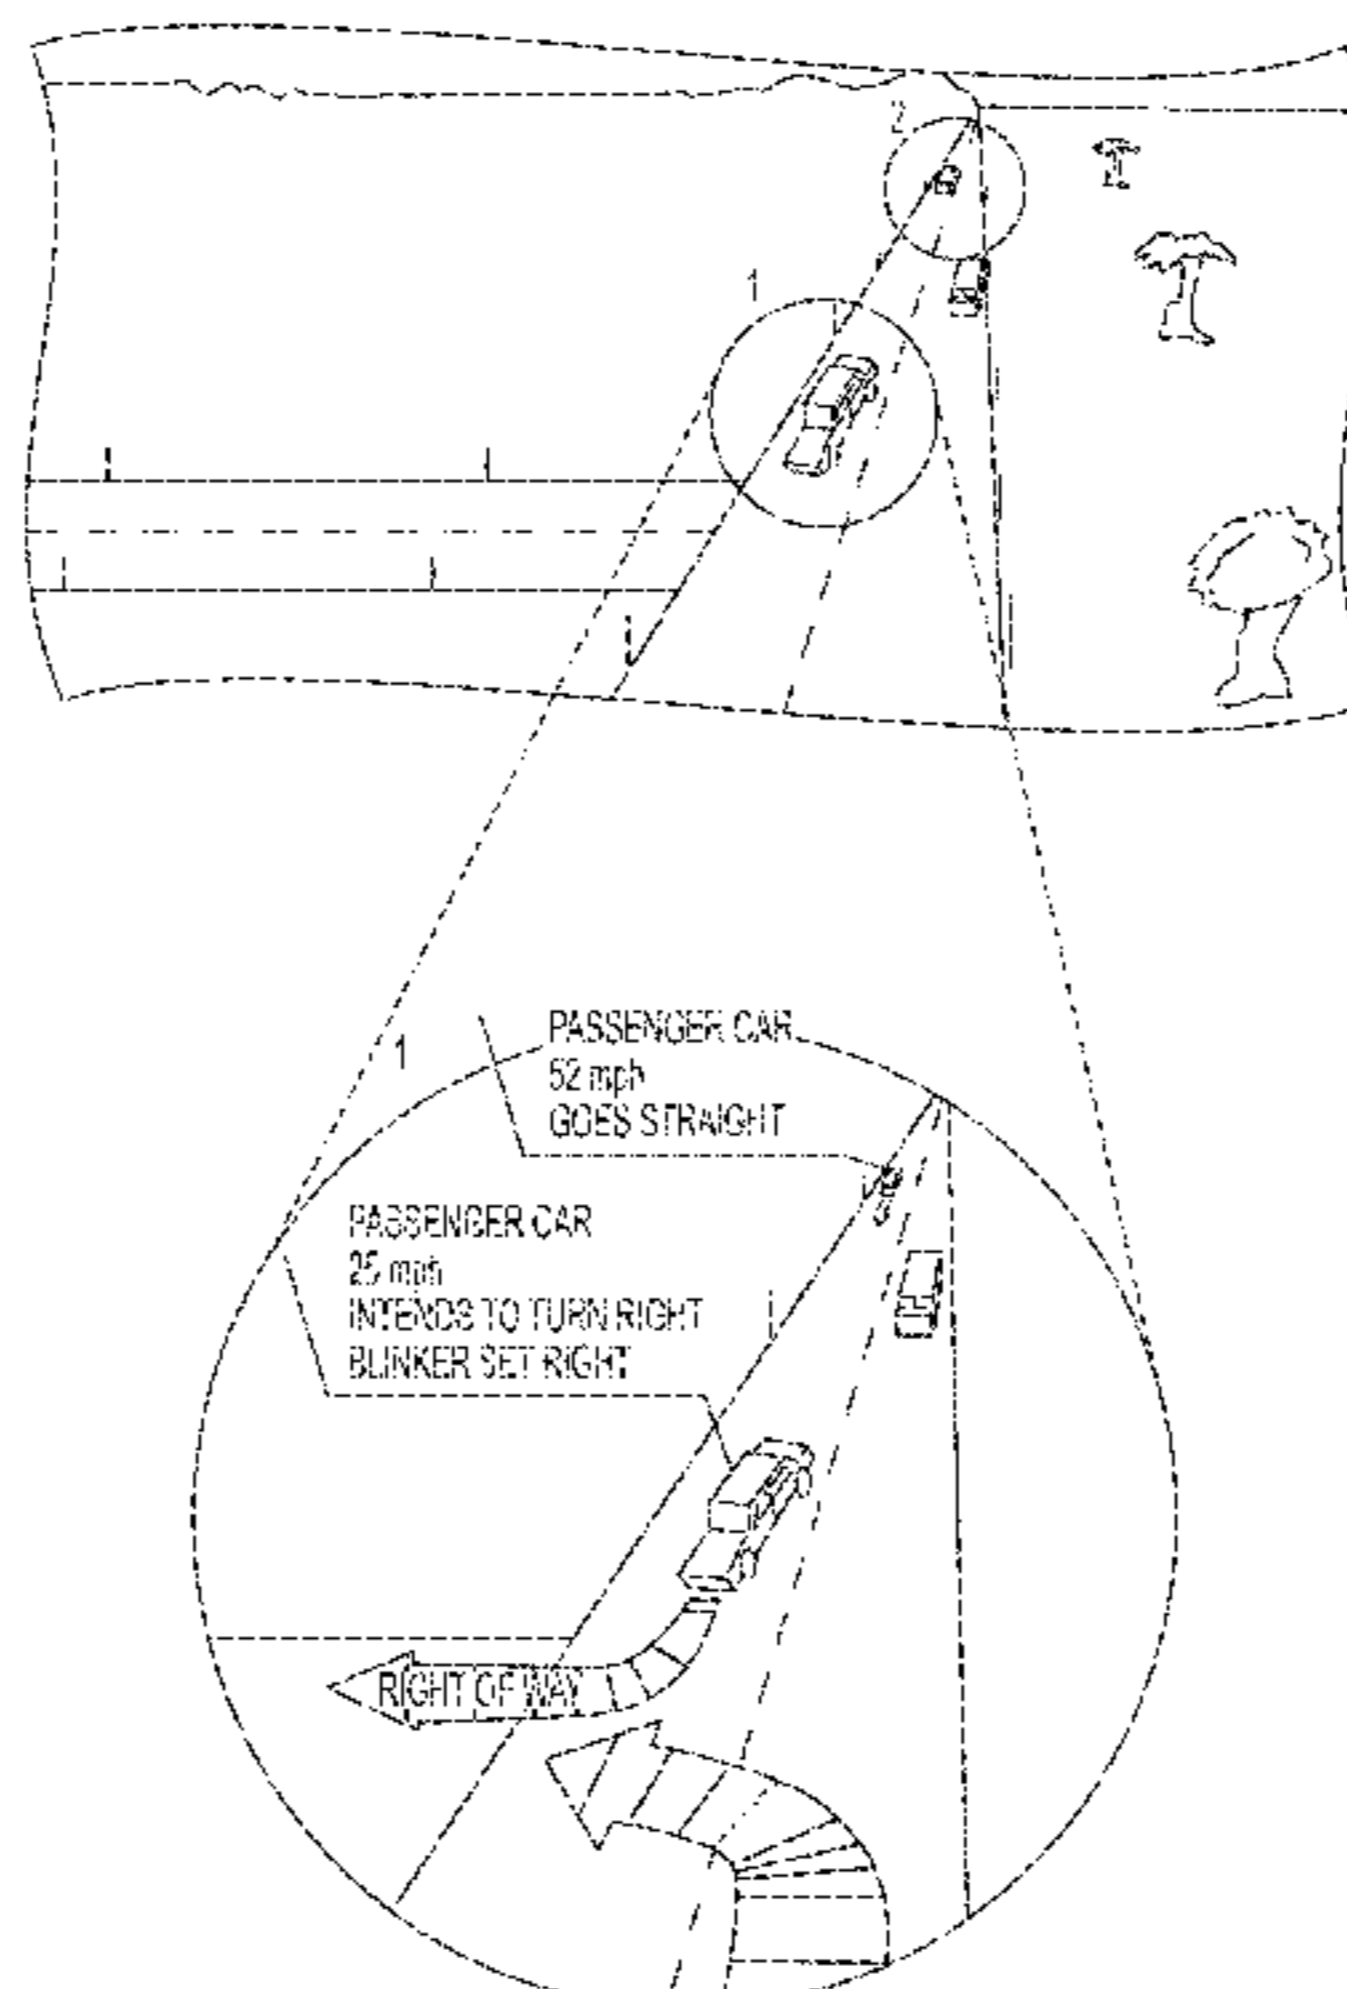 2
1
1
PASSENGER CAR
52 mph
GOES STRAIGHT
PASSENGER CAR
25 mph
INTENDS TO TURN RIGHT
BLINKER SET RIGHT
RIGHT OF WAY